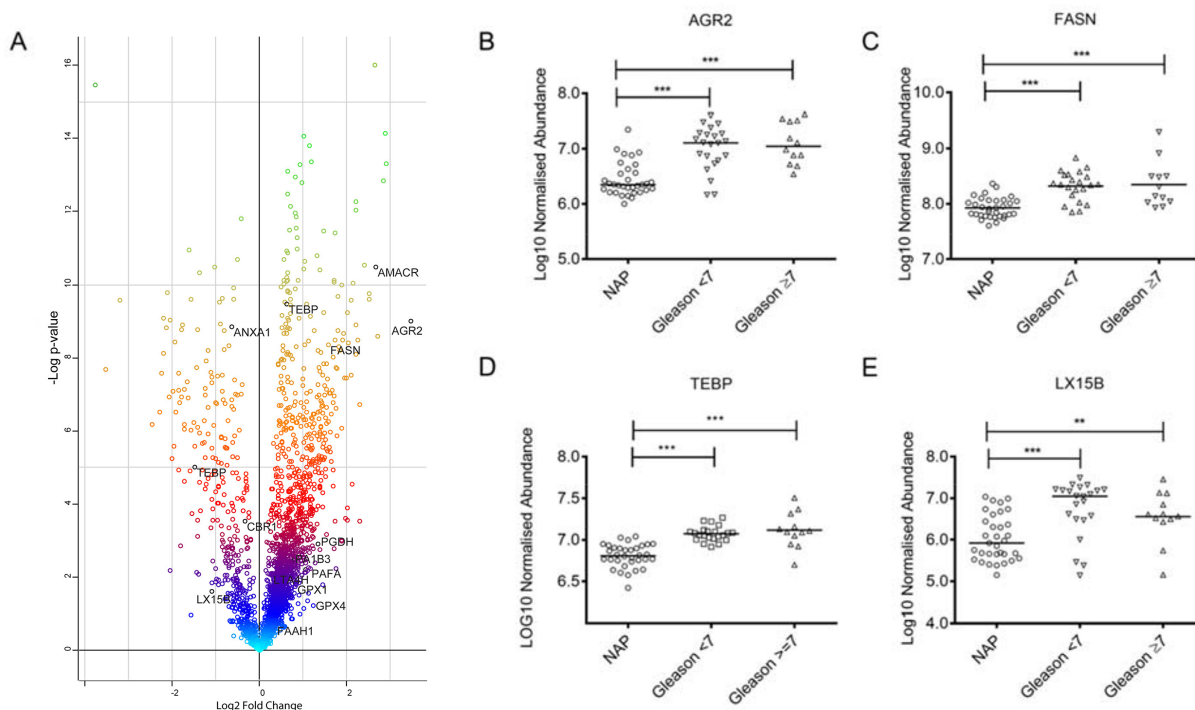 A
-Log p-value
16
14
12
10
8
6
4
2
0
AMACR
TEBP
ANXA1
AGR2
FASN
TEBP
CBR1
PGDH
PA1B3
PAFA
GPX1
LX15B
GPX4
FAAH1
-2
0
2
Log2 Fold Change
B
AGR2
***
***
Log10 Normalised Abundance
8.0
7.0
6.0
5.0
NAP
Gleason <7
Gleason ≥7
C
FASN
***
***
Log10 Normalised Abundance
10.0
9.0
8.0
7.0
NAP
Gleason <7
Gleason ≥7
D
TEBP
***
***
LOG10 Normalised Abundance
8.0
7.5
7.0
6.5
NAP
Gleason <7
Gleason >=7
E
LX15B
**
***
Log10 Normalised Abundance
8.0
7.0
6.0
5.0
4.0
NAP
Gleason <7
Gleason ≥7